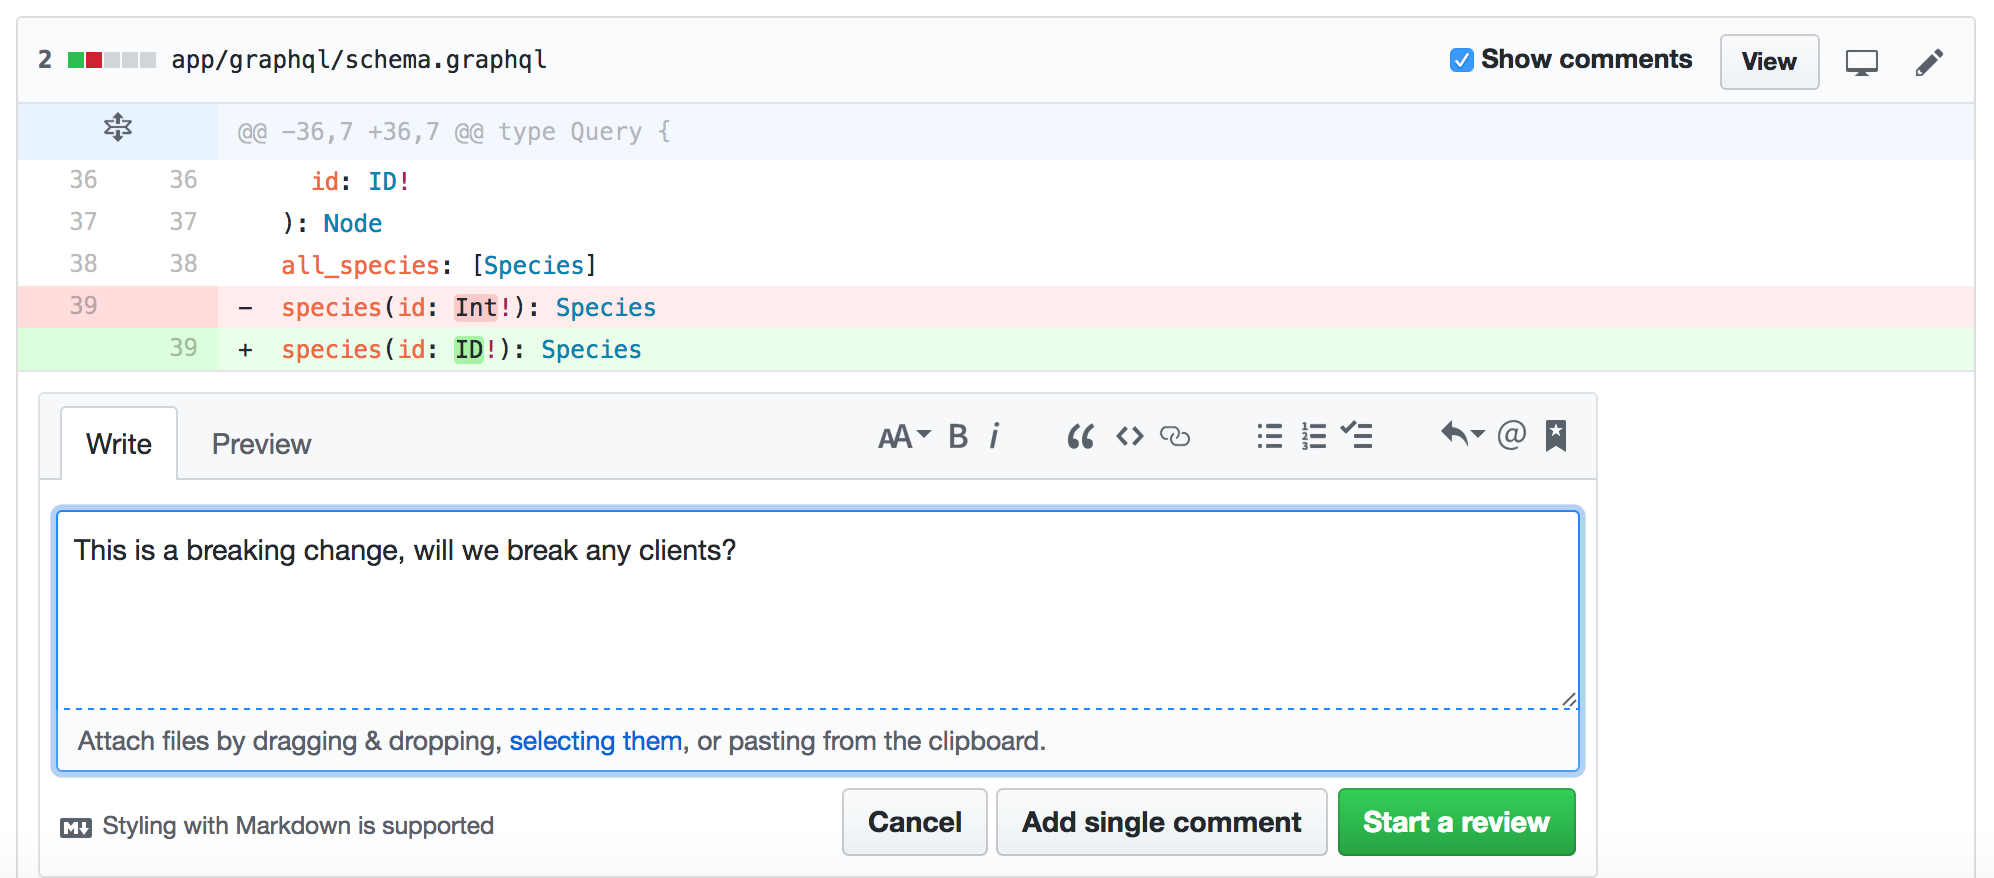 2 app/graphql/schema.graphql Show comments View
@@ -36,7 +36,7 @@ type Query {
36 36 id: ID!
37 37 ): Node
38 38 all_species: [Species]
39 - species(id: Int!): Species
39 + species(id: ID!): Species
Write Preview AA B i
This is a breaking change, will we break any clients?
Attach files by dragging & dropping, selecting them, or pasting from the clipboard.
M Styling with Markdown is supported Cancel Add single comment Start a review